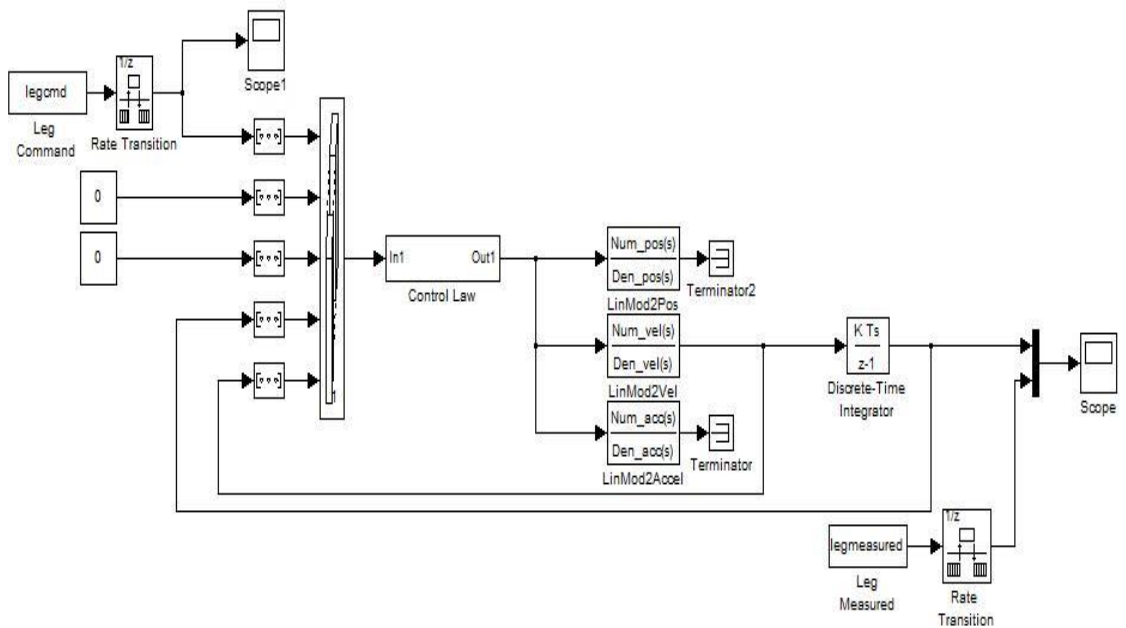 1/z
Scope1
legcmd
Leg
Command
Rate Transition
0
0
In1 Out1
Control Law
Num_pos(s)
Den_pos(s)
LinMod2Pos
Terminator2
Num_vel(s)
Den_vel(s)
LinMod2Vel
K Ts
z-1
Discrete-Time
Integrator
Scope
Num_acc(s)
Den_acc(s)
LinMod2Accel
Terminator
1/z
legmeasured
Leg
Measured
Rate
Transition